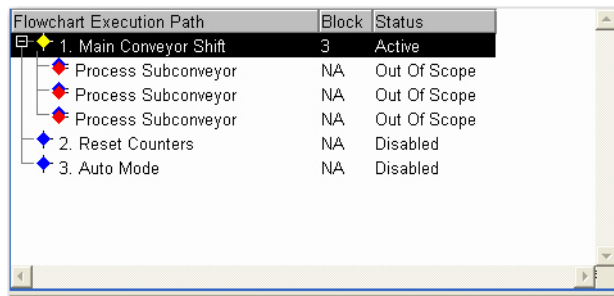 Flowchart Execution Path Block Status
1. Main Conveyor Shift 3 Active
Process Subconveyor NA Out Of Scope
Process Subconveyor NA Out Of Scope
Process Subconveyor NA Out Of Scope
2. Reset Counters NA Disabled
3. Auto Mode NA Disabled